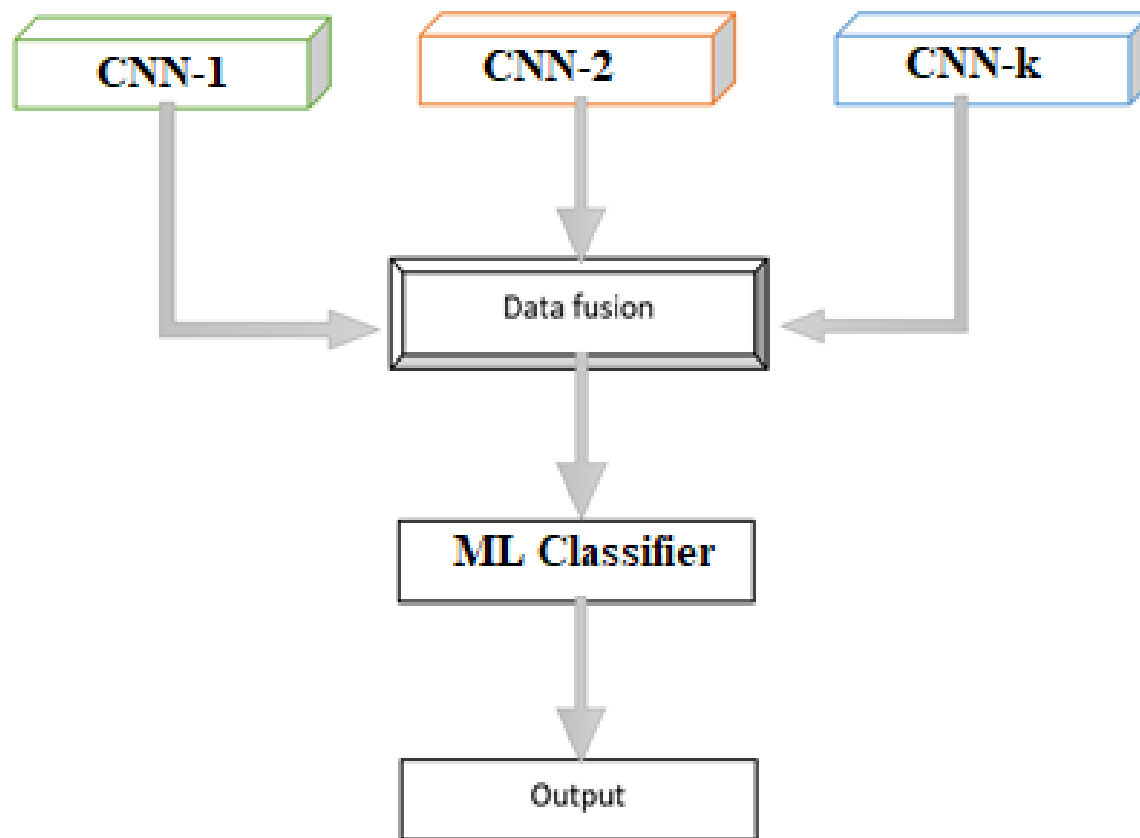 CNN-1
CNN-2
CNN-k
Data fusion
ML Classifier
Output